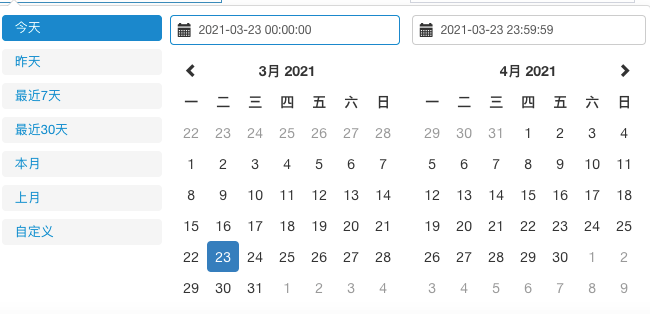 今天
昨天
最近7天
最近30天
本月
上月
自定义
2021-03-23 00:00:00
3月 2021
一 二 三 四 五 六 日
22 23 24 25 26 27 28
1 2 3 4 5 6 7
8 9 10 11 12 13 14
15 16 17 18 19 20 21
22 23 24 25 26 27 28
29 30 31 1 2 3 4
2021-03-23 23:59:59
4月 2021
一 二 三 四 五 六 日
29 30 31 1 2 3 4
5 6 7 8 9 10 11
12 13 14 15 16 17 18
19 20 21 22 23 24 25
26 27 28 29 30 1 2
3 4 5 6 7 8 9